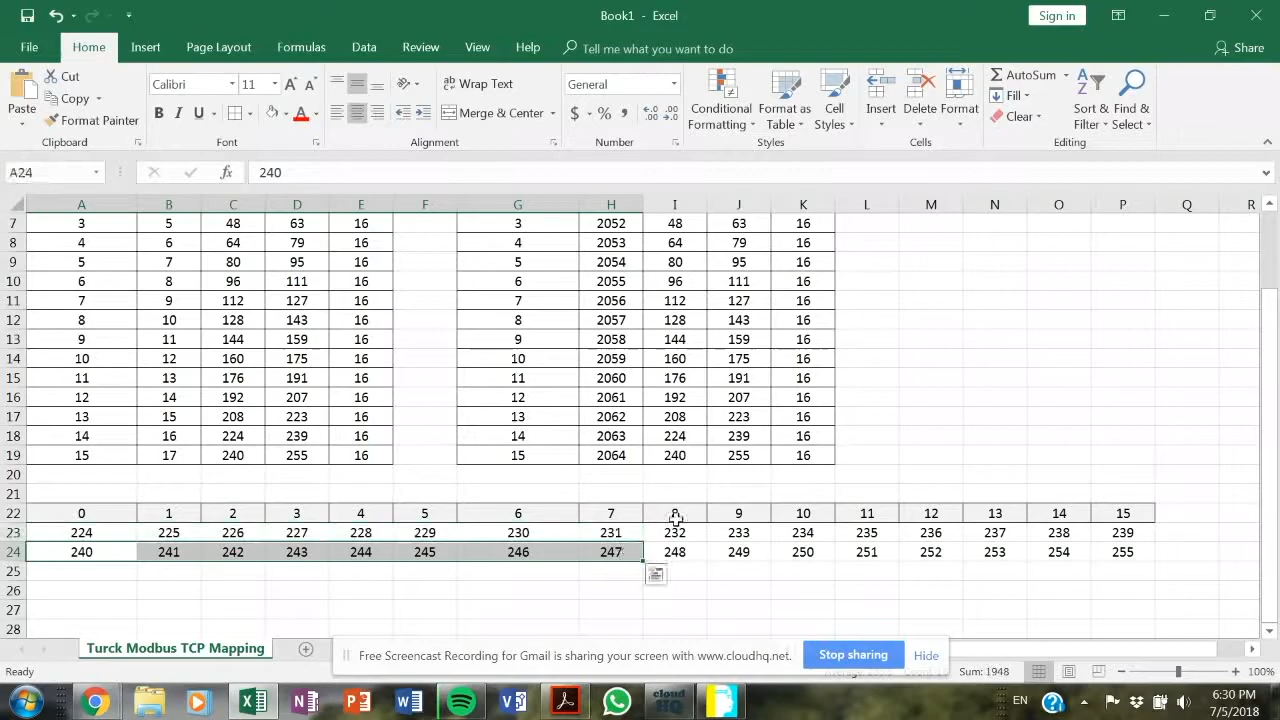 Book1 - Excel
Sign in
File Home Insert Page Layout Formulas Data Review View Help Tell me what you want to do Share
Paste Cut Copy Format Painter
Calibri 11
B I U
Wrap Text
Merge & Center
General
$ % ,
Conditional Formatting Format as Table Cell Styles
Insert Delete Format
AutoSum Fill Clear
Sort & Filter Find & Select
Clipboard Font Alignment Number Styles Cells Editing
A24 fx 240
A B C D E F G H I J K L M N O P Q R
7 3 5 48 63 16 3 2052 48 63 16
8 4 6 64 79 16 4 2053 64 79 16
9 5 7 80 95 16 5 2054 80 95 16
10 6 8 96 111 16 6 2055 96 111 16
11 7 9 112 127 16 7 2056 112 127 16
12 8 10 128 143 16 8 2057 128 143 16
13 9 11 144 159 16 9 2058 144 159 16
14 10 12 160 175 16 10 2059 160 175 16
15 11 13 176 191 16 11 2060 176 191 16
16 12 14 192 207 16 12 2061 192 207 16
17 13 15 208 223 16 13 2062 208 223 16
18 14 16 224 239 16 14 2063 224 239 16
19 15 17 240 255 16 15 2064 240 255 16
20
21
22 0 1 2 3 4 5 6 7 9 10 11 12 13 14 15
23 224 225 226 227 228 229 230 231 232 233 234 235 236 237 238 239
24 240 241 242 243 244 245 246 247 248 249 250 251 252 253 254 255
25
26
27
28
Turck Modbus TCP Mapping
Free Screencast Recording for Gmail is sharing your screen with www.cloudhq.net. Stop sharing Hide
Ready Sum: 1948 100%
cloud HQ
EN 6:30 PM
7/5/2018